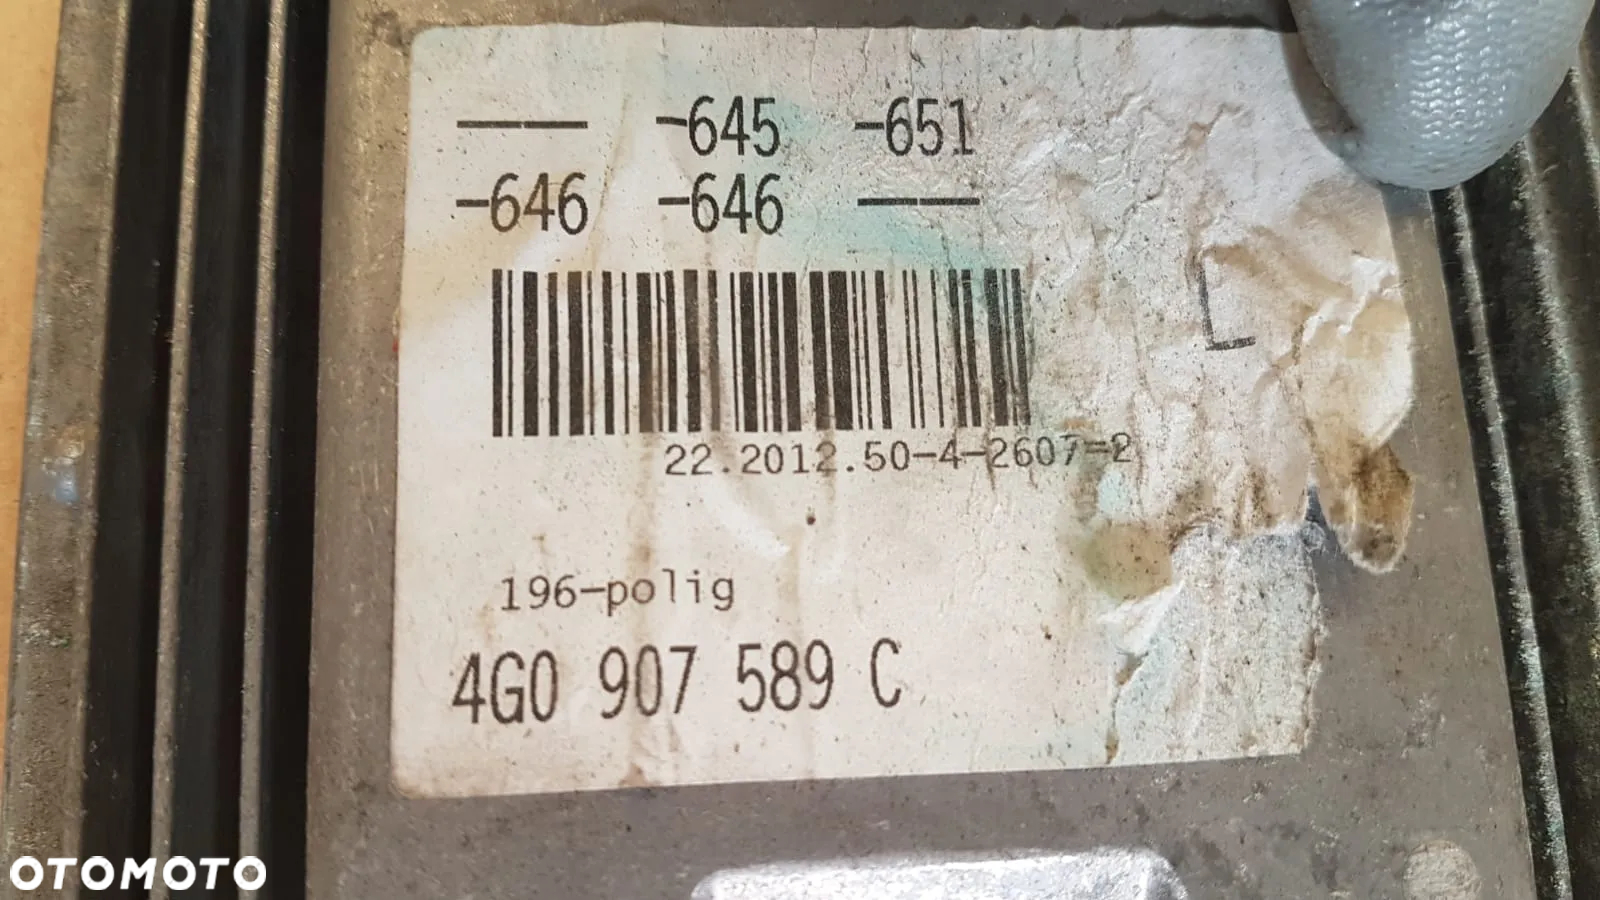 —— -645 -651
-646 -646 ——
L
22.2012.50-4-2607-2
196-polig
4G0 907 589 C
OTOMOTO